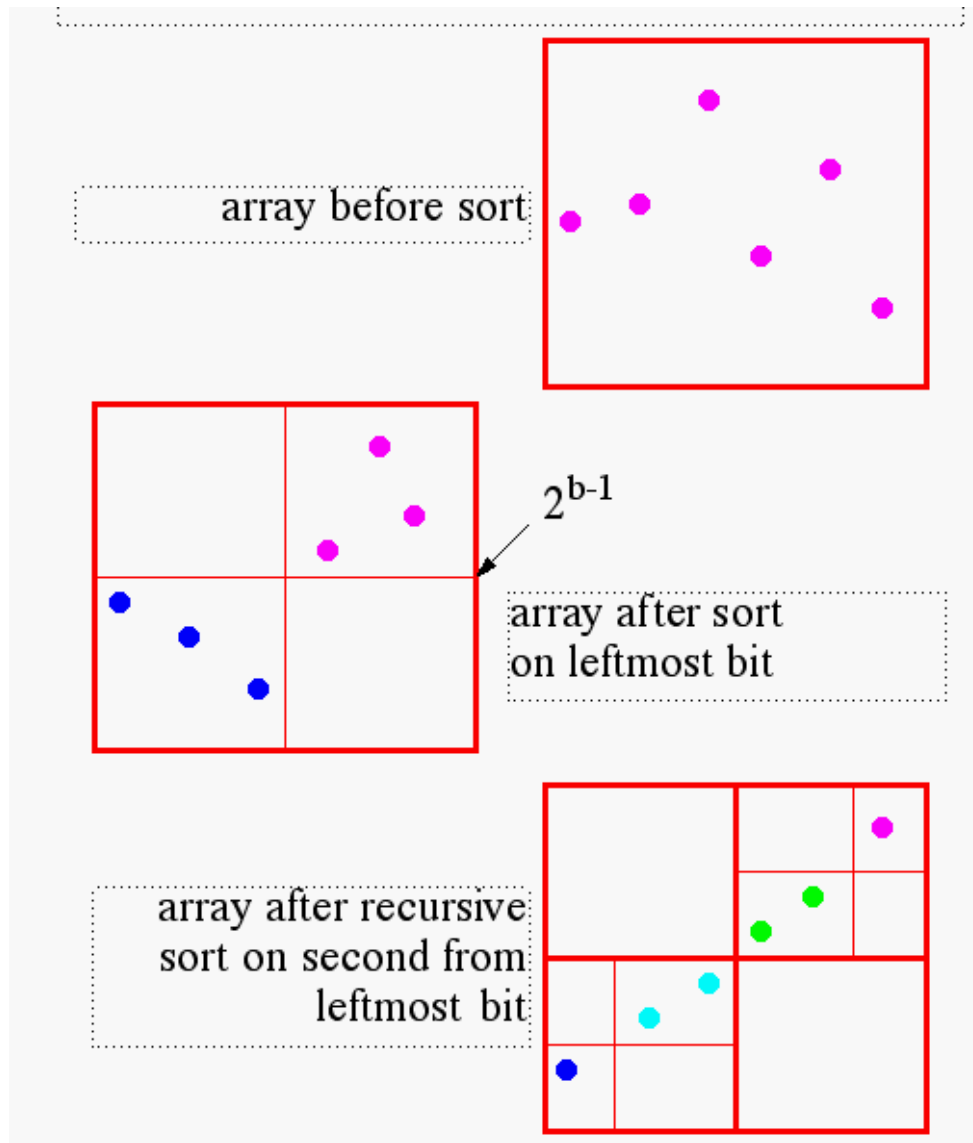 array before sort
2^b-1
array after sort
on leftmost bit
array after recursive
sort on second from
leftmost bit